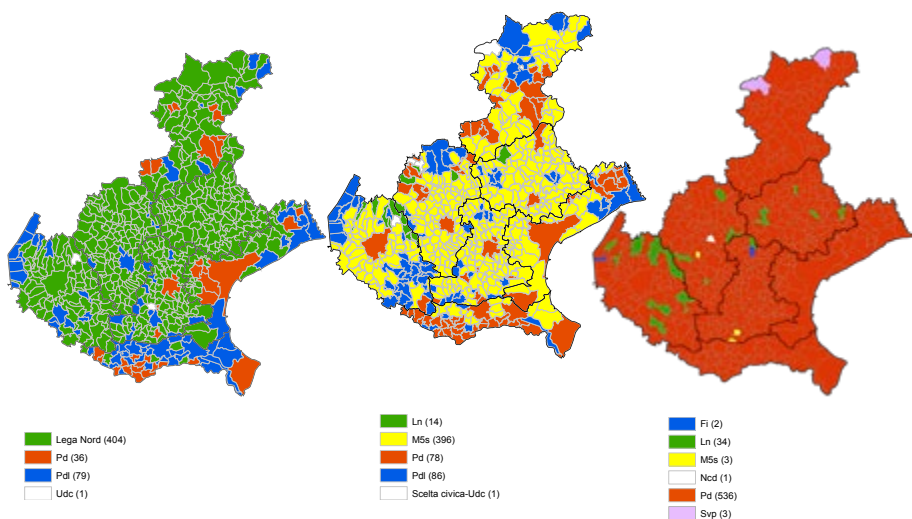 Lega Nord (404)
Pd (36)
Pdl (79)
Udc (1)
Ln (14)
M5s (396)
Pd (78)
Pdl (86)
Scelta civica-Udc (1)
Fi (2)
Ln (34)
M5s (3)
Ncd (1)
Pd (536)
Svp (3)